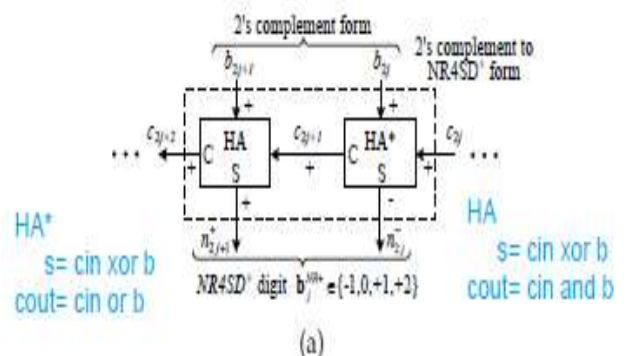 2's complement form
b2j+1 b2j
2's complement to
NR4SD+ form
+ +
c2j+2 C HA c2j+1 C HA* c2j
... + S + S + ...
+ -
HA*
s= cin xor b
cout= cin or b
n+2j+1 n-2j
HA
s= cin xor b
cout= cin and b
NR4SD+ digit bjNR+ ∈{-1,0,+1,+2}
(a)